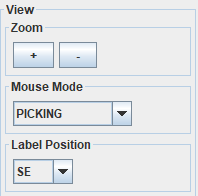 View
Zoom
+ -
Mouse Mode
PICKING
Label Position
SE